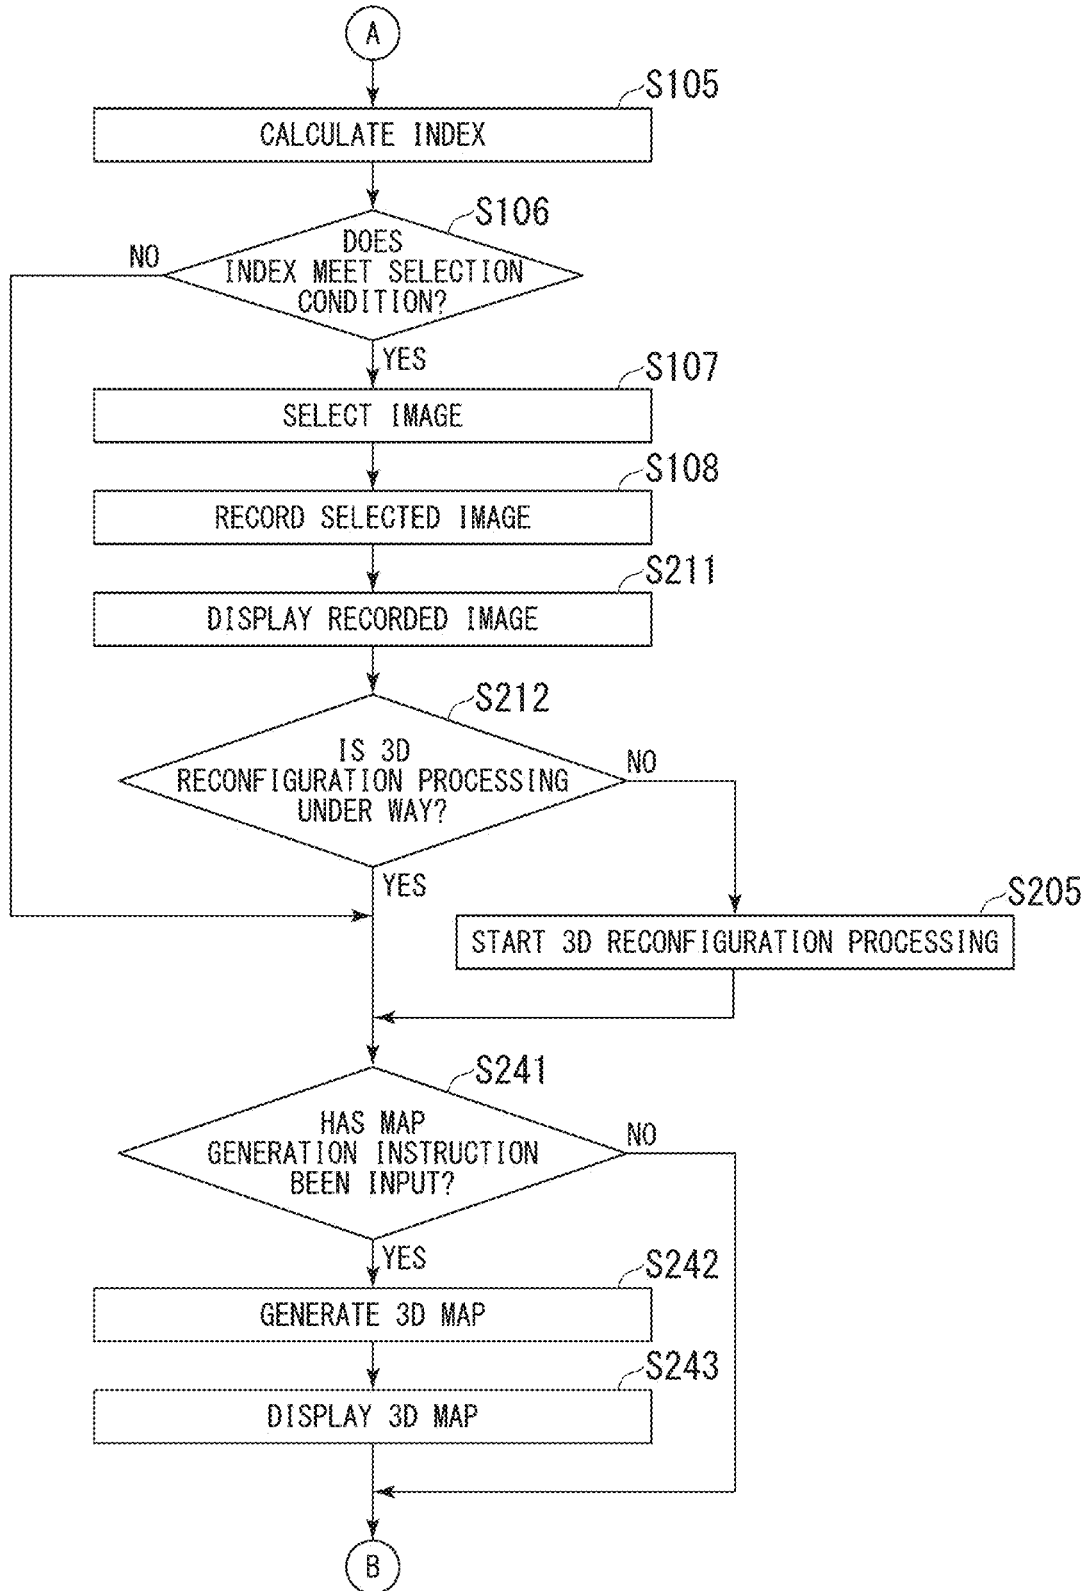 A
S105
CALCULATE INDEX
S106
NO
DOES
INDEX MEET SELECTION
CONDITION?
YES
S107
SELECT IMAGE
S108
RECORD SELECTED IMAGE
S211
DISPLAY RECORDED IMAGE
S212
IS 3D
RECONFIGURATION PROCESSING
UNDER WAY?
NO
YES
S205
START 3D RECONFIGURATION PROCESSING
S241
HAS MAP
GENERATION INSTRUCTION
BEEN INPUT?
NO
YES
S242
GENERATE 3D MAP
S243
DISPLAY 3D MAP
B